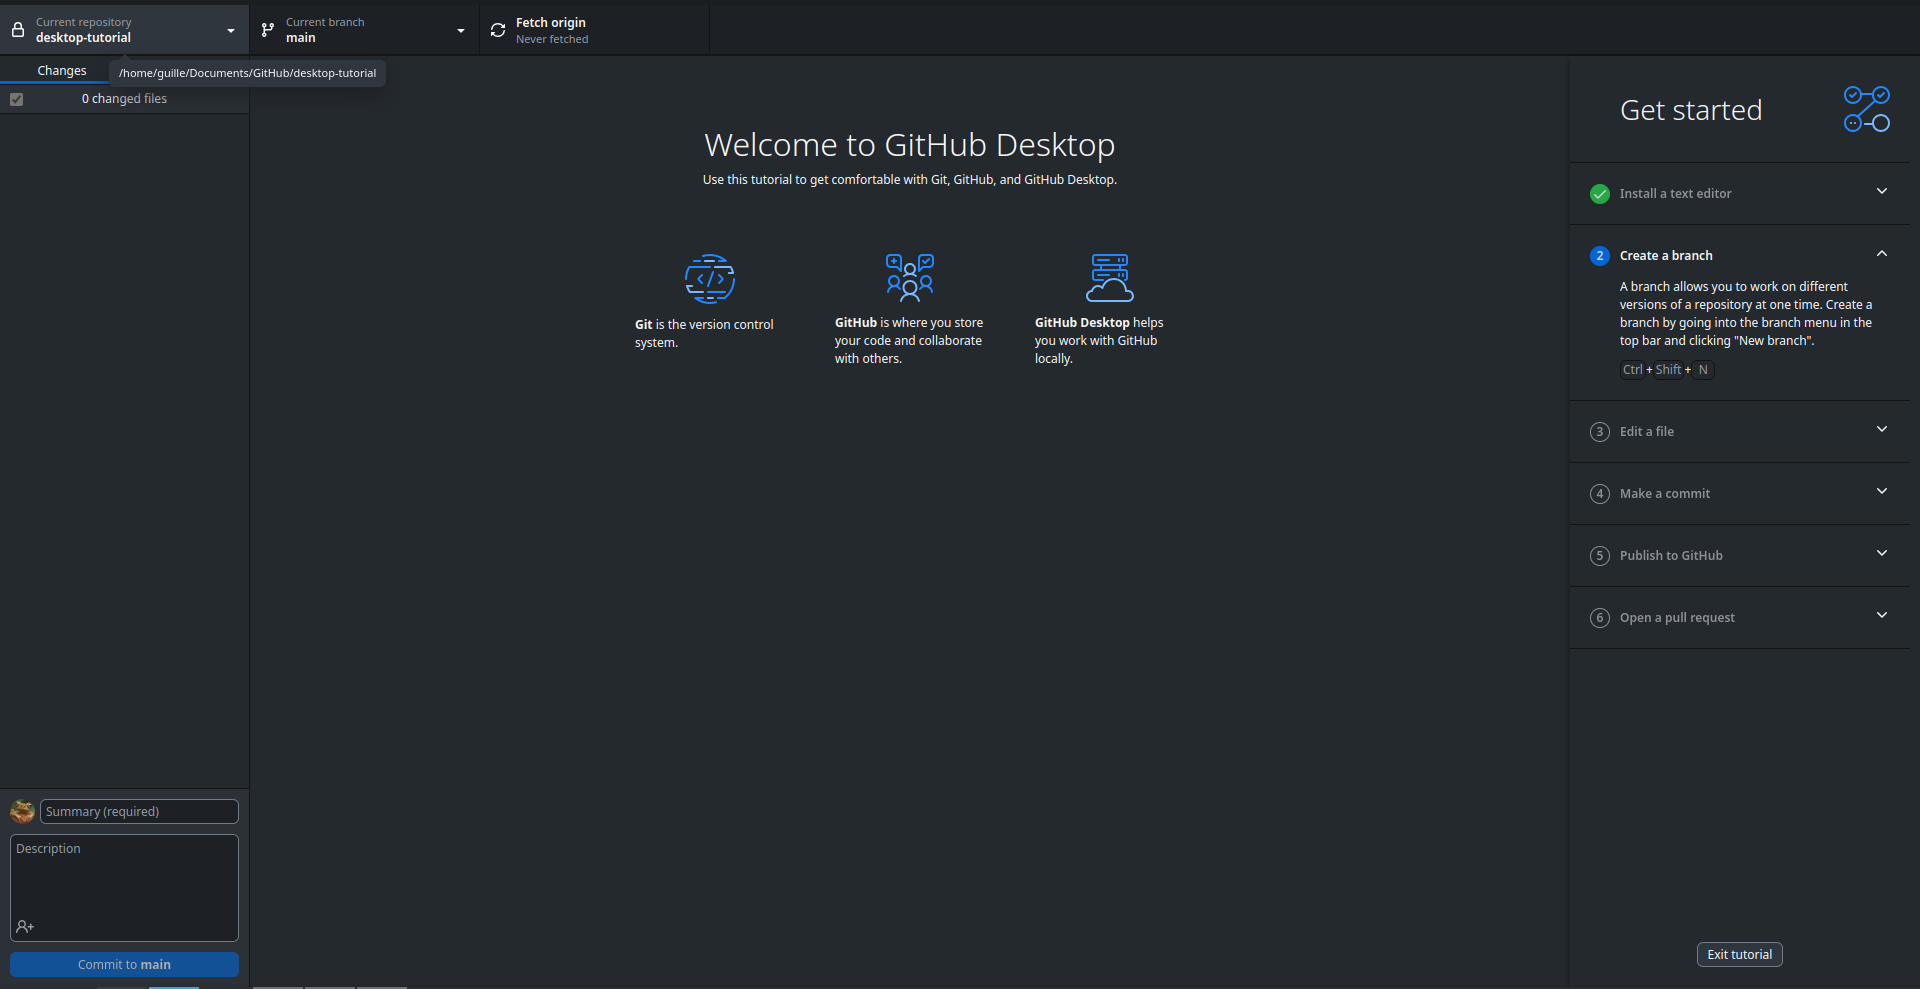 Current repository
desktop-tutorial
Current branch
main
Fetch origin
Never fetched
Changes
/home/guille/Documents/GitHub/desktop-tutorial
0 changed files
Welcome to GitHub Desktop
Use this tutorial to get comfortable with Git, GitHub, and GitHub Desktop.
Git is the version control
system.
GitHub is where you store
your code and collaborate
with others.
GitHub Desktop helps
you work with GitHub
locally.
Get started
Install a text editor
2 Create a branch
A branch allows you to work on different
versions of a repository at one time. Create a
branch by going into the branch menu in the
top bar and clicking "New branch".
Ctrl + Shift + N
3 Edit a file
4 Make a commit
5 Publish to GitHub
6 Open a pull request
Exit tutorial
Summary (required)
Description
Commit to main